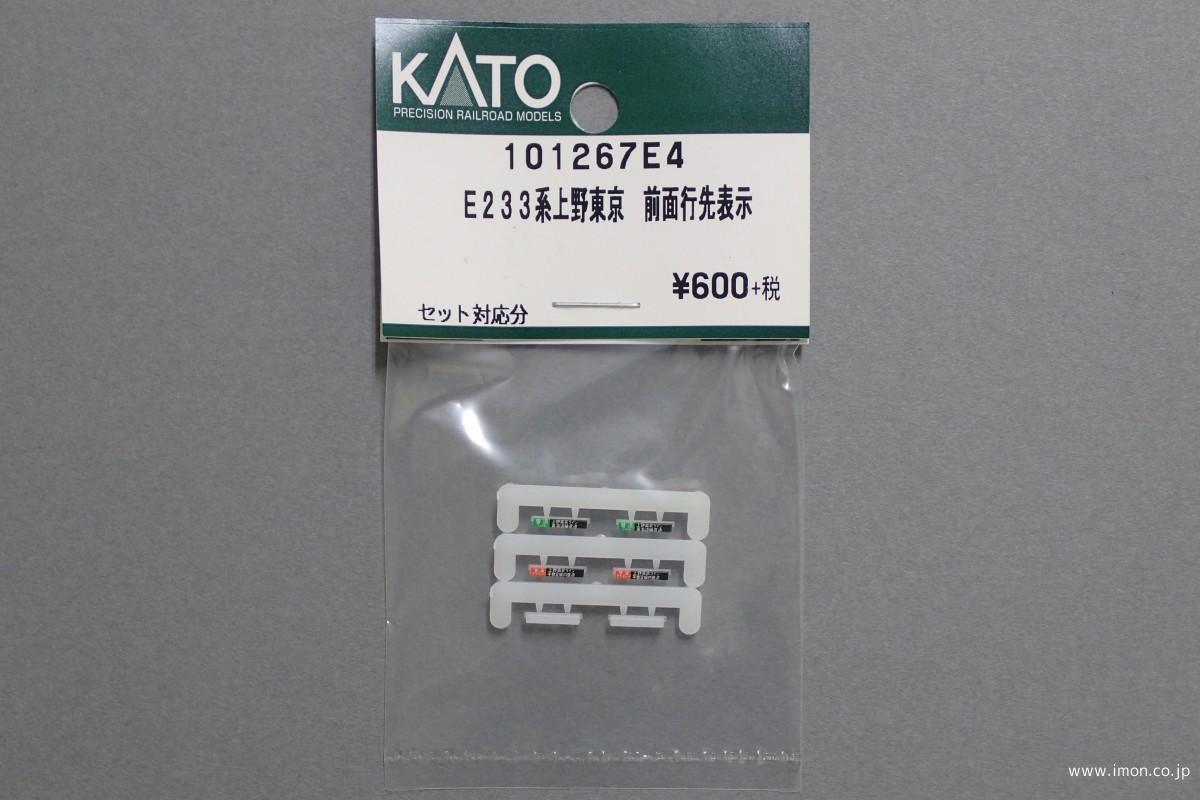 KATO
PRECISION RAILROAD MODELS
101267E4
E233系上野東京 前面行先表示
¥600+税
セット対応分
www.imon.co.jp